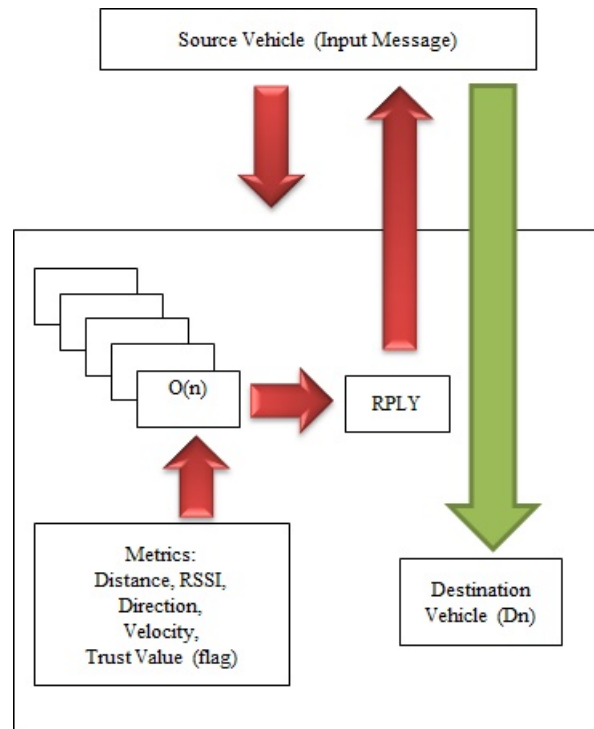 Source Vehicle (Input Message)
O(n)
RPLY
Metrics:
Distance, RSSI,
Direction,
Velocity,
Trust Value (flag)
Destination
Vehicle (Dn)